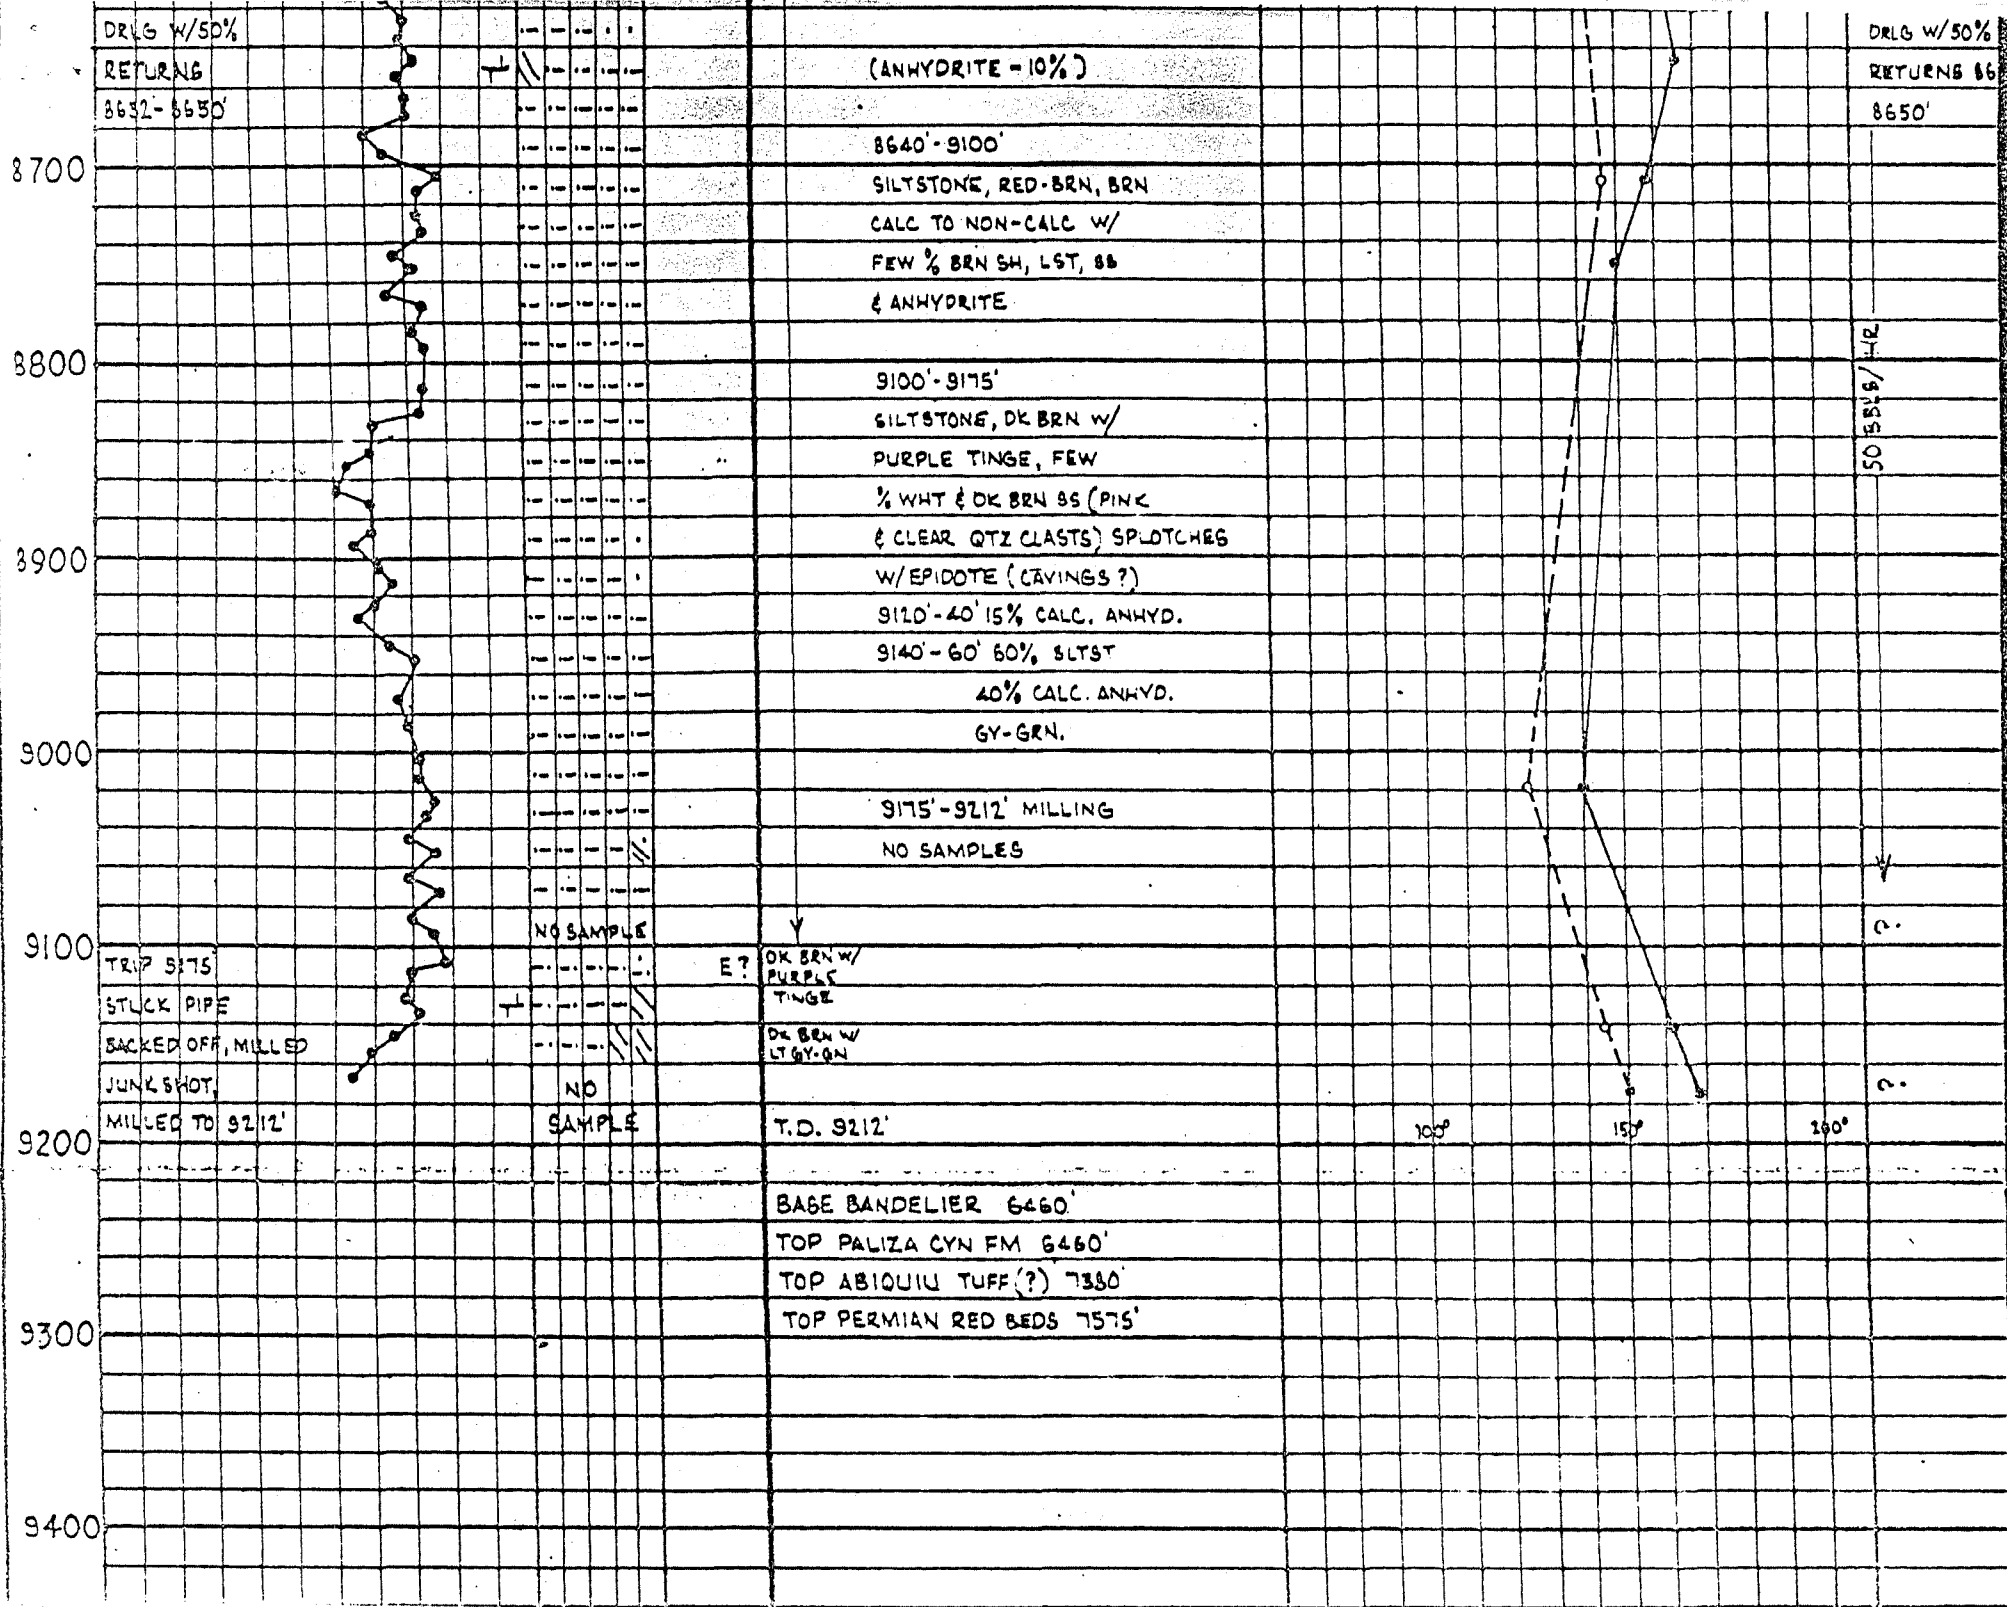 DRLG W/50%
RETURNS
8632-8650'
8700
8800
8900
9000
9100
TRIP 9175'
STUCK PIPE
BACKED OFF, MILLED
JUNK SHOT,
MILLED TO 9212'
9200
9300
9400
NO SAMPLE
NO
SAMPLE
E?
DK BRN W/
PURPLE
TINGE
DK BRN W/
LT GY-GN
(ANHYDRITE - 10%)
8640'-9100'
SILTSTONE, RED-BRN, BRN
CALC TO NON-CALC W/
FEW % BRN SH, LST, SS
& ANHYDRITE
9100'-9175'
SILTSTONE, DK BRN W/
PURPLE TINGE, FEW
% WHT & DK BRN SS (PINK
& CLEAR QTZ CLASTS) SPLOTCHES
W/EPIDOTE (CAVINGS?)
9120'-40' 15% CALC. ANHYD.
9140'-60' 60% SLTST
40% CALC. ANHYD.
GY-GRN.
9175'-9212' MILLING
NO SAMPLES
T.D. 9212'
BASE BANDELIER 6460'
TOP PALIZA CYN FM 6460'
TOP ABIQUIU TUFF(?) 7380'
TOP PERMIAN RED BEDS 7575'
100°
150°
200°
DRLG W/50%
RETURNS 86
8650'
50 BBLS/HR
?
?